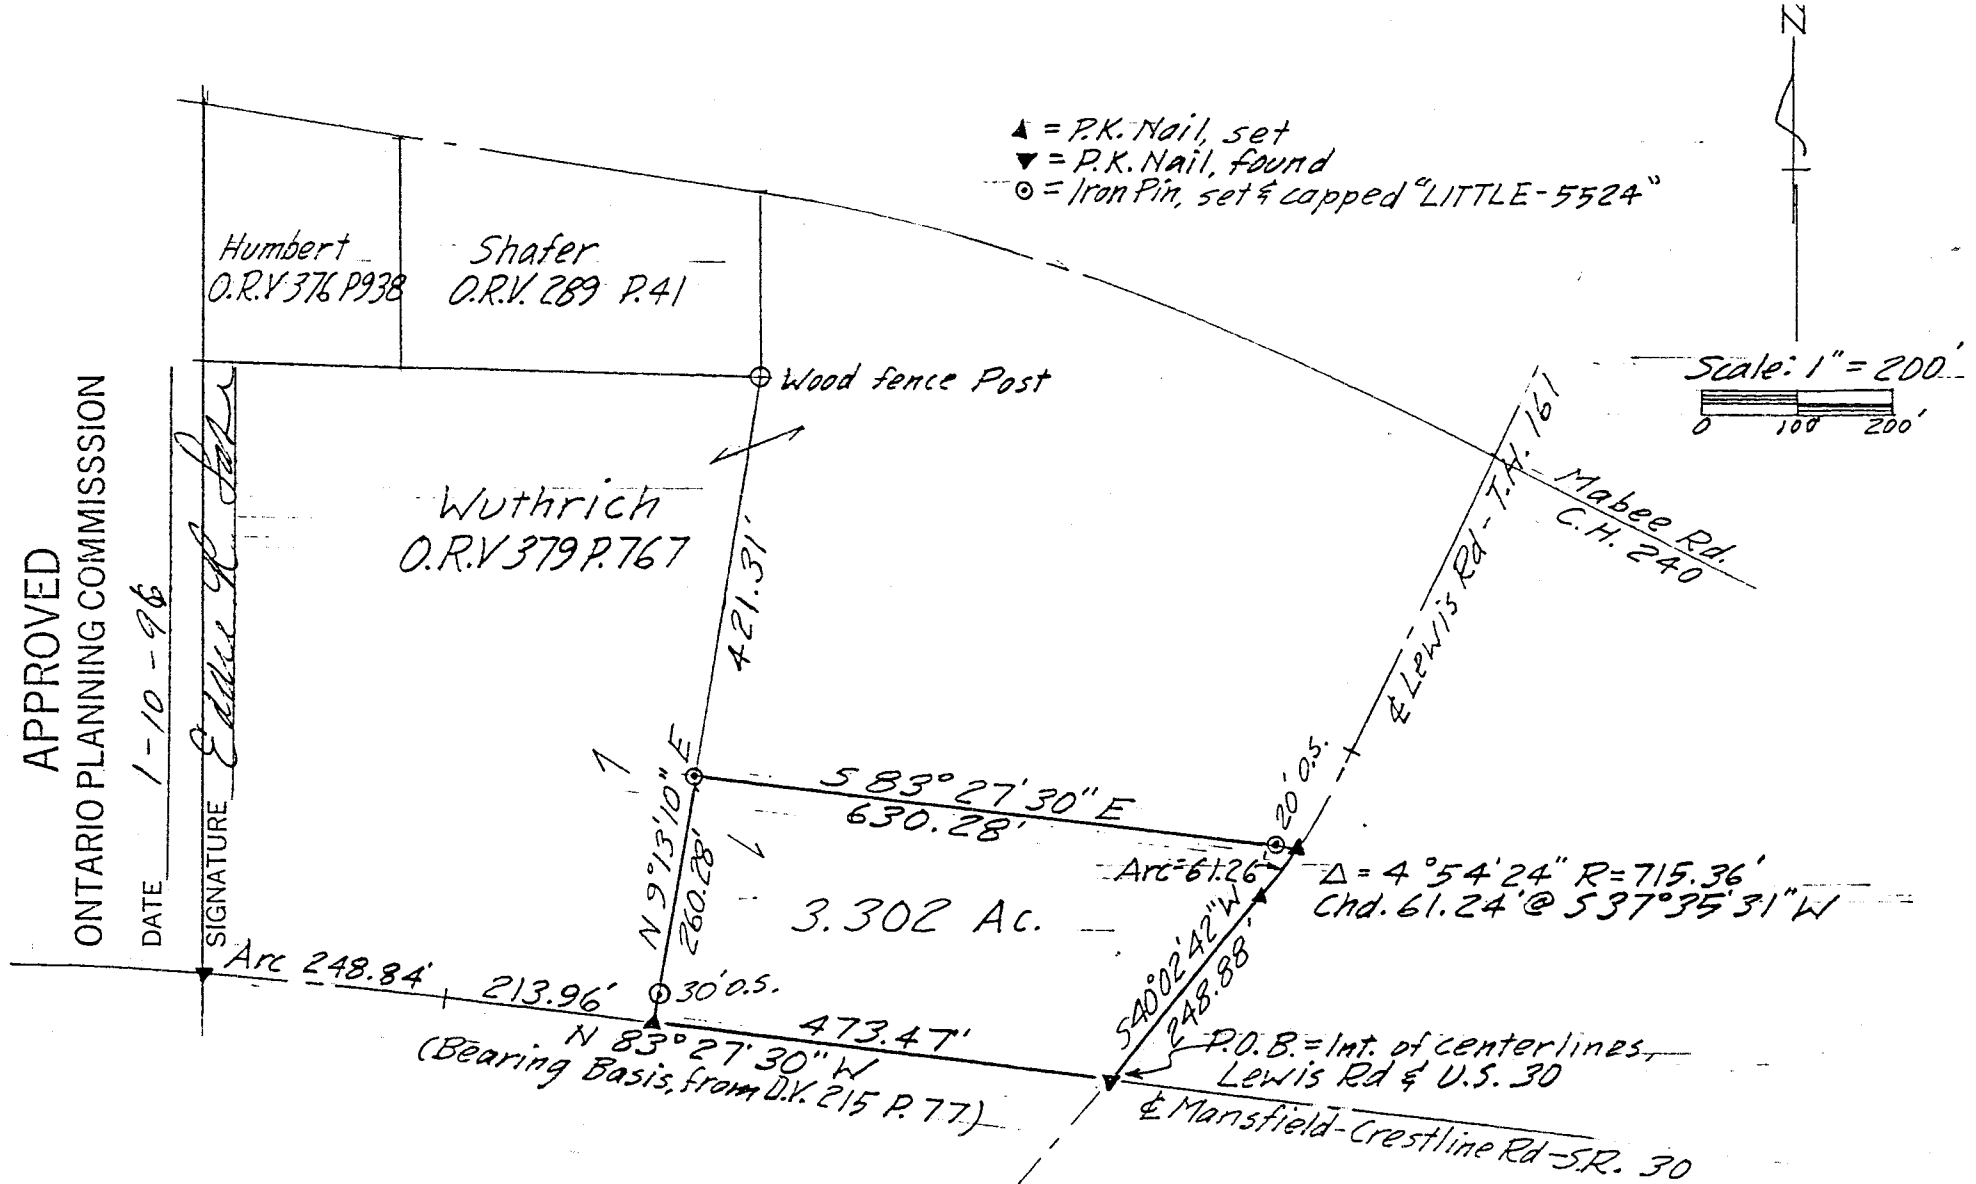 N
▲ = P.K. Nail, set
▼ = P.K. Nail, found
⊙ = Iron Pin, set & capped "LITTLE-5524"
Humbert
O.R.V 376 P938
Shafer
O.R.V. 289 P.41
Scale: 1" = 200'
0 100' 200'
Wood fence Post
Mabee Rd.
C.H. 240
℄ Lewis Rd - T.H. 161
Wuthrich
O.R.V 379 P.767
421.31'
APPROVED
ONTARIO PLANNING COMMISSSION
DATE 1-10-96
SIGNATURE
S 83° 27' 30" E
630.28'
20' o.s.
N 9°13'10" E
260.28'
Arc=61.26'
Δ = 4°54'24" R=715.36'
Chd. 61.24' @ S37°35'31"W
3.302 Ac.
S40°02'42"W
248.88'
Arc 248.84'
213.96'
30' o.s.
473.47'
N 83° 27' 30" W
(Bearing Basis, from D.V. 215 P. 77)
P.O.B. = Int. of centerlines,
Lewis Rd & U.S. 30
℄ Mansfield-Crestline Rd-S.R. 30